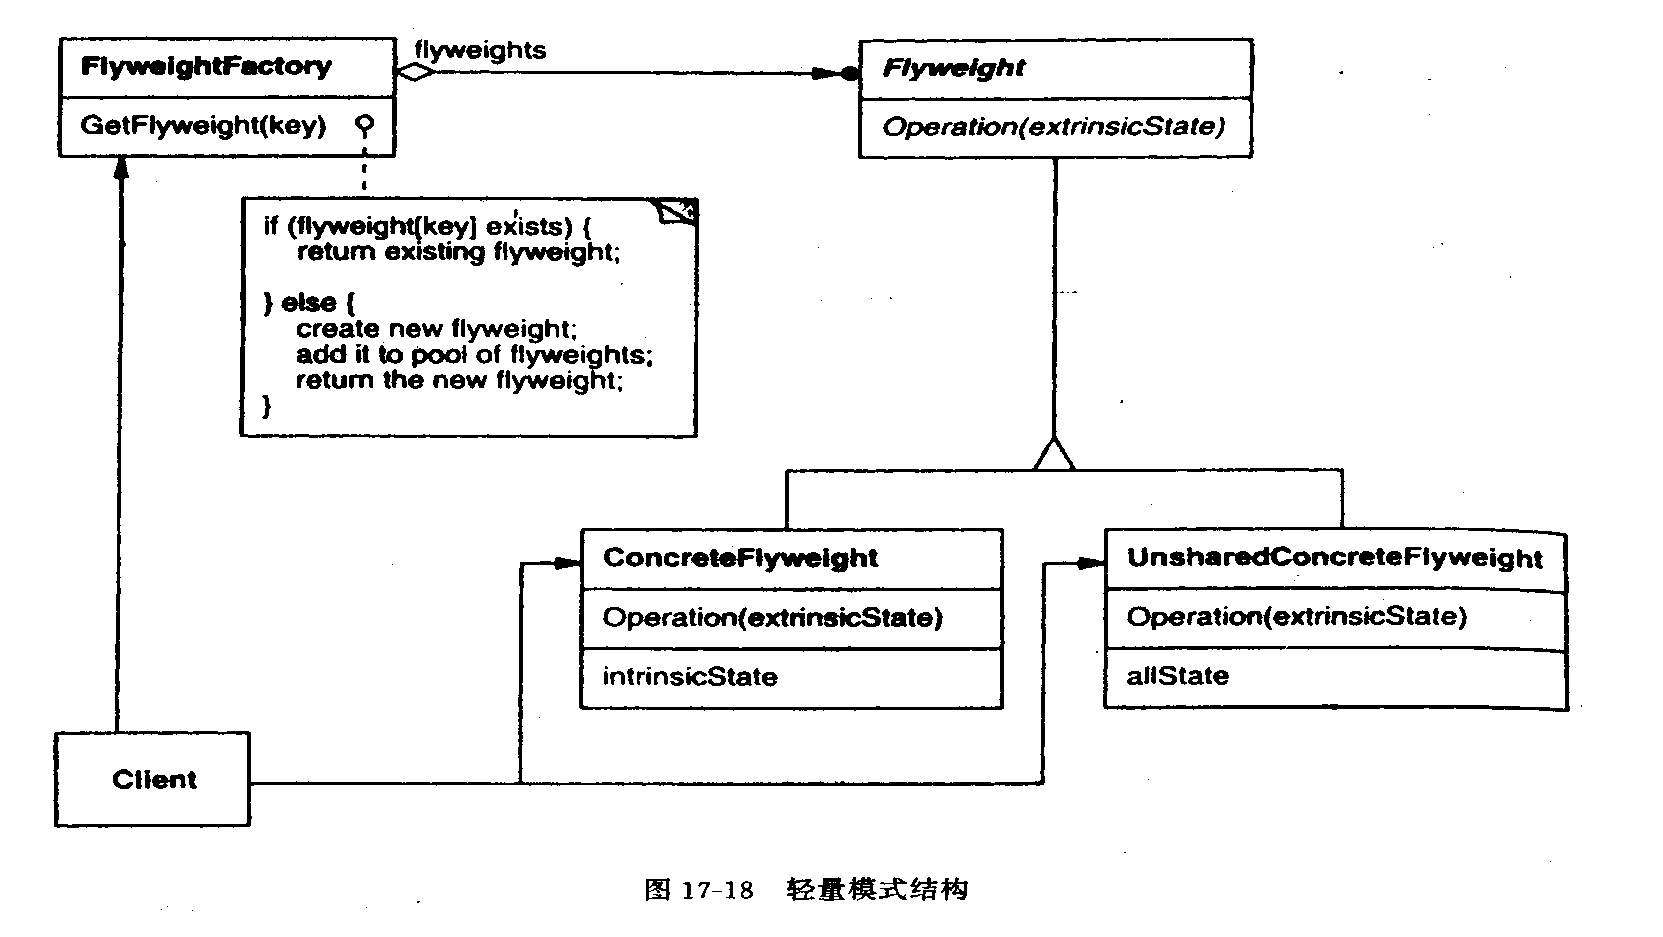 FlyweightFactory
GetFlyweight(key)
flyweights
Flyweight
Operation(extrinsicState)
if (flyweight[key] exists) {
return existing flyweight;
} else {
create new flyweight;
add it to pool of flyweights;
return the new flyweight;
}
ConcreteFlyweight
Operation(extrinsicState)
intrinsicState
UnsharedConcreteFlyweight
Operation(extrinsicState)
allState
Client
图 17-18 轻量模式结构